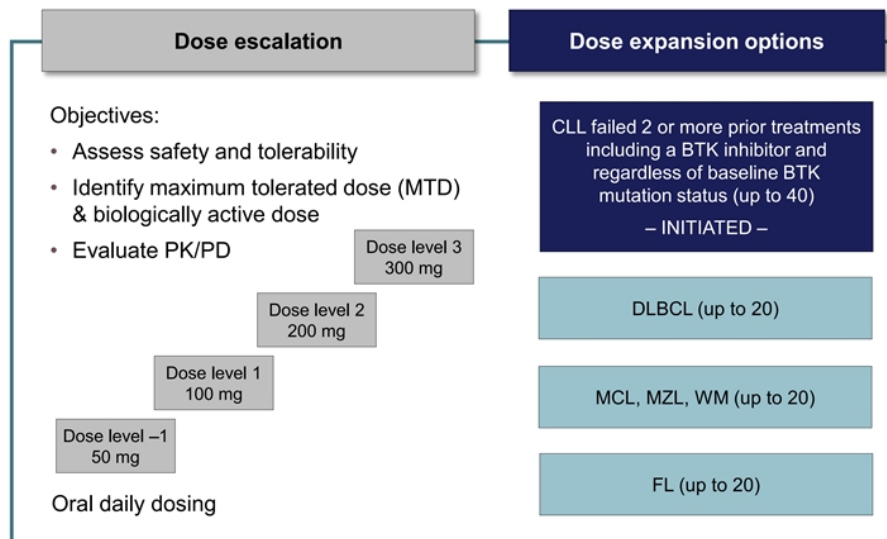 Dose escalation
Objectives:
• Assess safety and tolerability
• Identify maximum tolerated dose (MTD)
& biologically active dose
• Evaluate PK/PD
Dose level 3
300 mg
Dose level 2
200 mg
Dose level 1
100 mg
Dose level –1
50 mg
Oral daily dosing
Dose expansion options
CLL failed 2 or more prior treatments
including a BTK inhibitor and
regardless of baseline BTK
mutation status (up to 40)
– INITIATED –
DLBCL (up to 20)
MCL, MZL, WM (up to 20)
FL (up to 20)